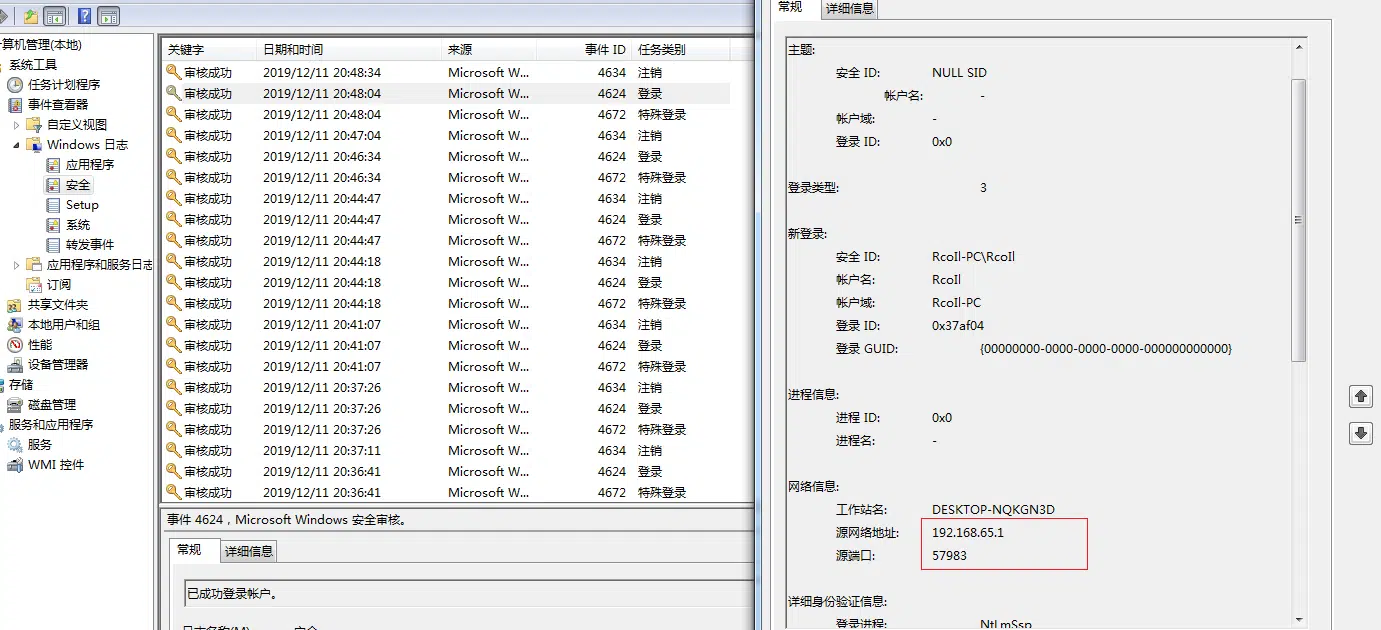 计算机管理(本地)
系统工具
任务计划程序
事件查看器
自定义视图
Windows 日志
应用程序
安全
Setup
系统
转发事件
应用程序和服务日志
订阅
共享文件夹
本地用户和组
性能
设备管理器
存储
磁盘管理
服务和应用程序
服务
WMI 控件
关键字 日期和时间 来源 事件 ID 任务类别
审核成功 2019/12/11 20:48:34 Microsoft W... 4634 注销
审核成功 2019/12/11 20:48:04 Microsoft W... 4624 登录
审核成功 2019/12/11 20:48:04 Microsoft W... 4672 特殊登录
审核成功 2019/12/11 20:47:04 Microsoft W... 4634 注销
审核成功 2019/12/11 20:46:34 Microsoft W... 4624 登录
审核成功 2019/12/11 20:46:34 Microsoft W... 4672 特殊登录
审核成功 2019/12/11 20:44:47 Microsoft W... 4634 注销
审核成功 2019/12/11 20:44:47 Microsoft W... 4624 登录
审核成功 2019/12/11 20:44:47 Microsoft W... 4672 特殊登录
审核成功 2019/12/11 20:44:18 Microsoft W... 4634 注销
审核成功 2019/12/11 20:44:18 Microsoft W... 4624 登录
审核成功 2019/12/11 20:44:18 Microsoft W... 4672 特殊登录
审核成功 2019/12/11 20:41:07 Microsoft W... 4634 注销
审核成功 2019/12/11 20:41:07 Microsoft W... 4624 登录
审核成功 2019/12/11 20:41:07 Microsoft W... 4672 特殊登录
审核成功 2019/12/11 20:37:26 Microsoft W... 4634 注销
审核成功 2019/12/11 20:37:26 Microsoft W... 4624 登录
审核成功 2019/12/11 20:37:26 Microsoft W... 4672 特殊登录
审核成功 2019/12/11 20:37:11 Microsoft W... 4634 注销
审核成功 2019/12/11 20:36:41 Microsoft W... 4624 登录
审核成功 2019/12/11 20:36:41 Microsoft W... 4672 特殊登录
事件 4624，Microsoft Windows 安全审核。
常规 详细信息
已成功登录帐户。
日志名称(M) 安全
常规 详细信息
主题:
安全 ID: NULL SID
帐户名: -
帐户域: -
登录 ID: 0x0
登录类型: 3
新登录:
安全 ID: RcoIl-PC\RcoIl
帐户名: RcoIl
帐户域: RcoIl-PC
登录 ID: 0x37af04
登录 GUID: {00000000-0000-0000-0000-000000000000}
进程信息:
进程 ID: 0x0
进程名: -
网络信息:
工作站名: DESKTOP-NQKGN3D
源网络地址: 192.168.65.1
源端口: 57983
详细身份验证信息:
登录进程: NtLmSsp